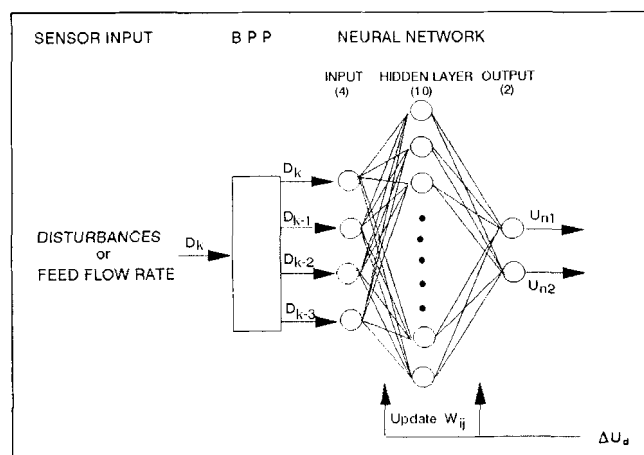 SENSOR INPUT
B P P
NEURAL NETWORK
INPUT
(4)
HIDDEN LAYER
(10)
OUTPUT
(2)
Dk
Dk-1
Dk-2
Dk-3
DISTURBANCES
or
FEED FLOW RATE
Dk
Un1
Un2
Update Wij
ΔUd